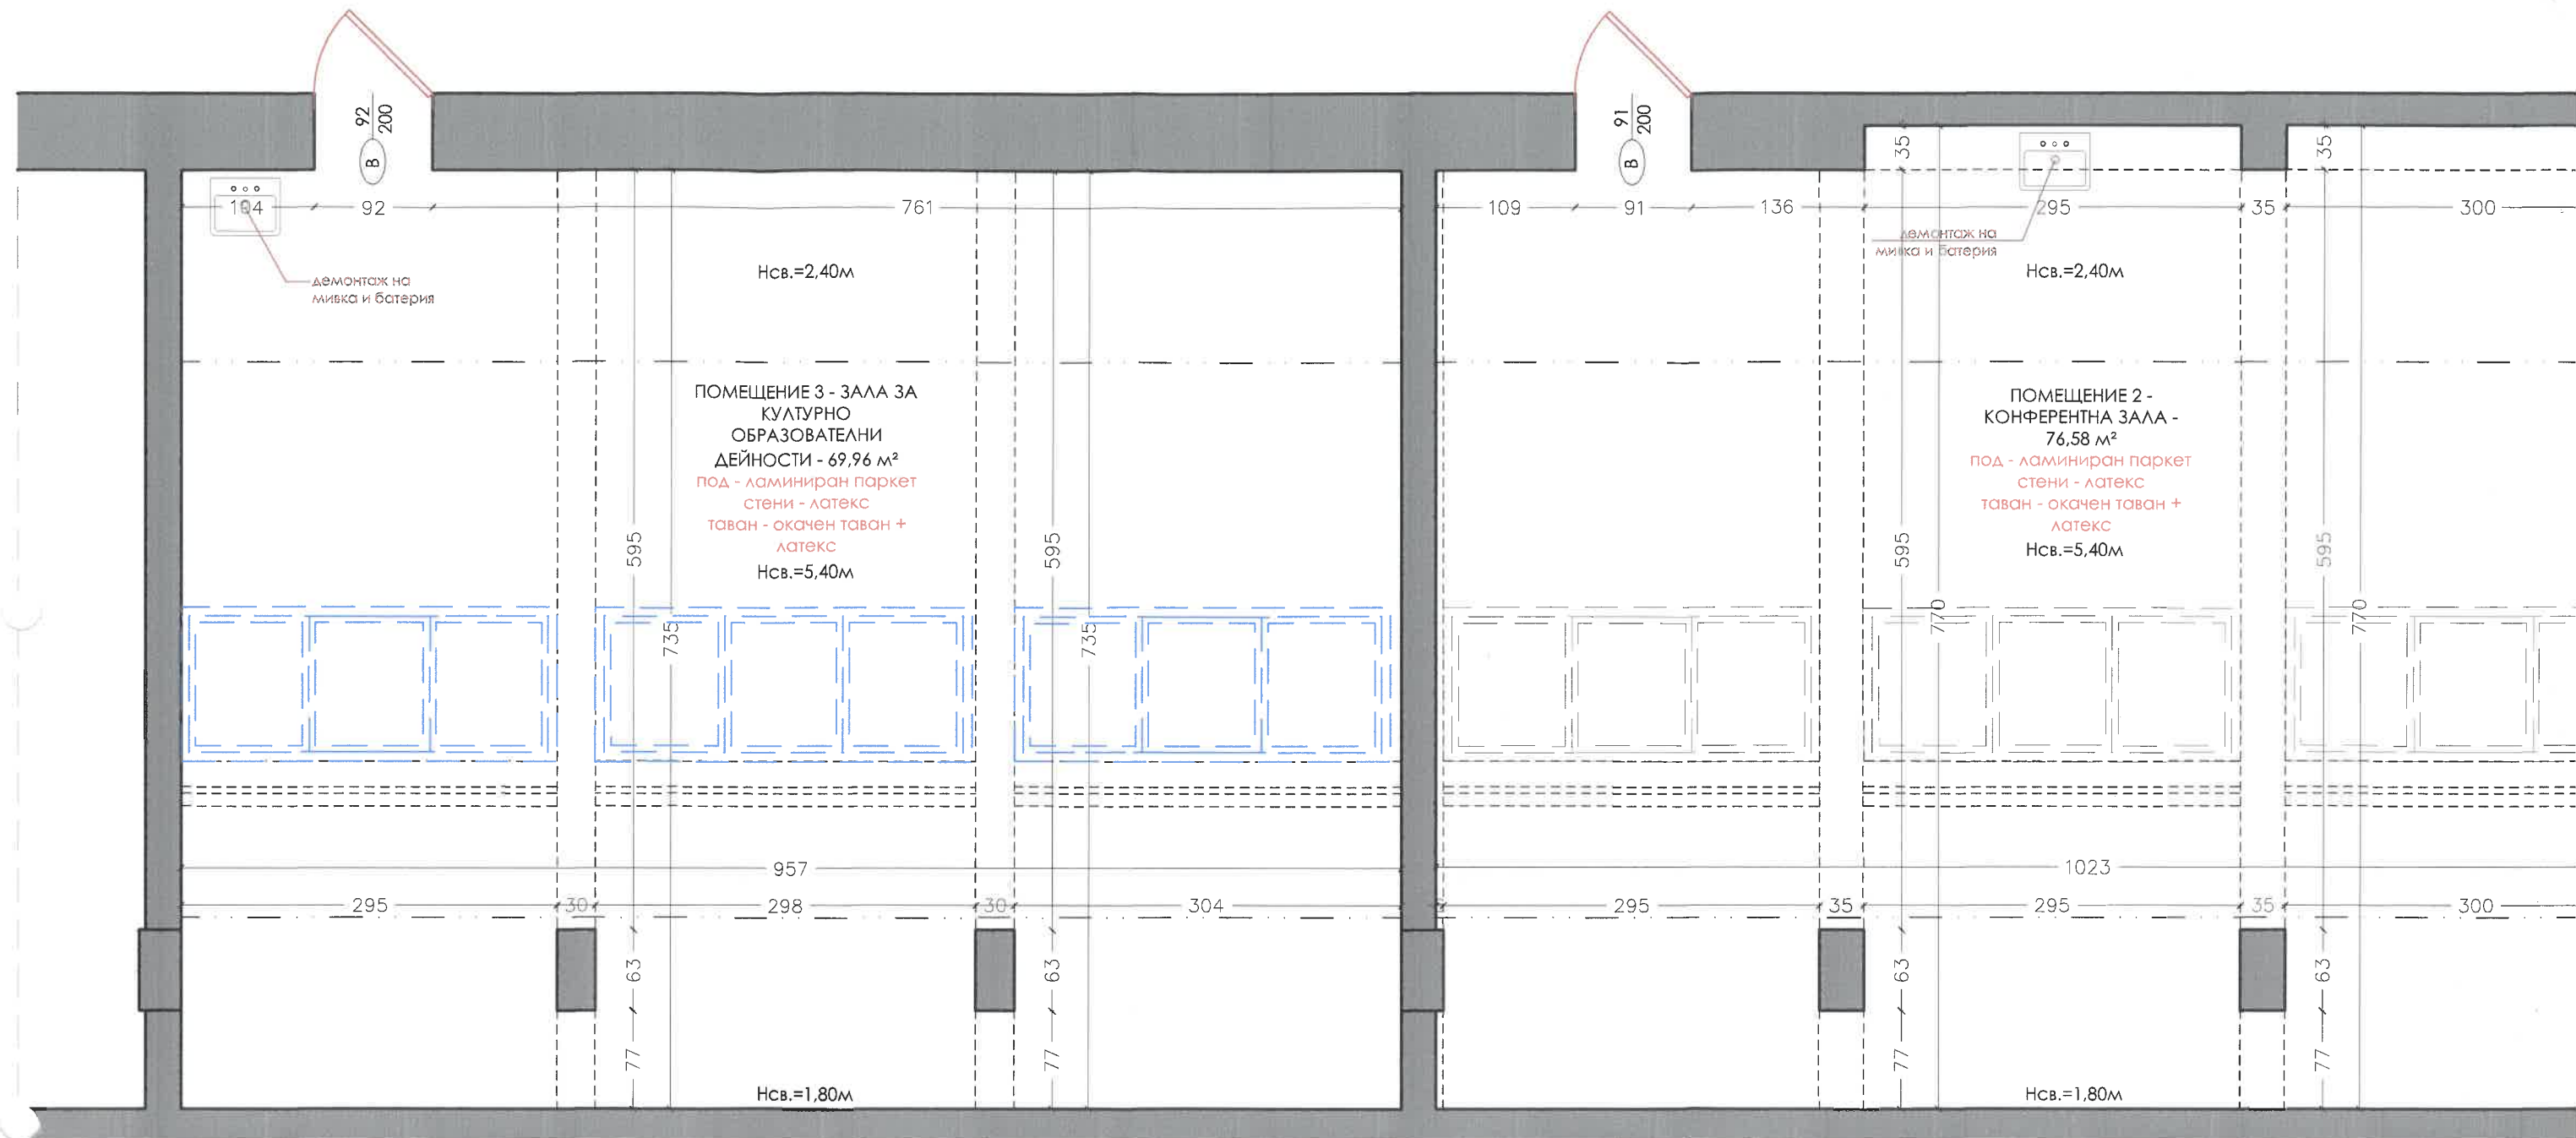 92
200
B
91
200
B
35
35
104
92
761
109
91
136
295
35
300
демонтаж на
мивка и батерия
Нсв.=2,40м
демонтаж на
мивка и батерия
Нсв.=2,40м
ПОМЕЩЕНИЕ 3 - ЗАЛА ЗА
КУЛТУРНО
ОБРАЗОВАТЕЛНИ
ДЕЙНОСТИ - 69,96 м²
под - ламиниран паркет
стени - латекс
таван - окачен таван +
латекс
Нсв.=5,40м
ПОМЕЩЕНИЕ 2 -
КОНФЕРЕНТНА ЗАЛА -
76,58 м²
под - ламиниран паркет
стени - латекс
таван - окачен таван +
латекс
Нсв.=5,40м
595
735
595
735
595
770
595
770
957
1023
295
30
298
30
304
295
35
295
35
300
63
63
63
63
77
77
77
77
Нсв.=1,80м
Нсв.=1,80м